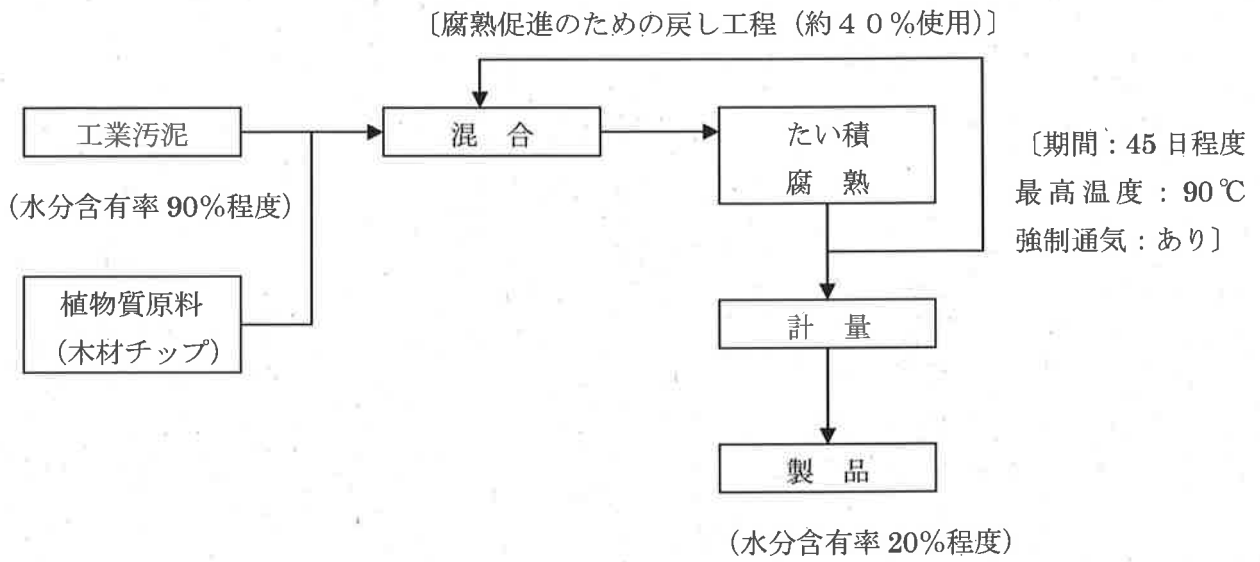 〔腐熟促進のための戻し工程（約４０％使用）〕
工業汚泥
（水分含有率 90％程度）
植物質原料
（木材チップ）
混　合
たい積
腐　熟
〔期間：45 日程度
最高温度：90℃
強制通気：あり〕
計　量
製　品
（水分含有率 20％程度）